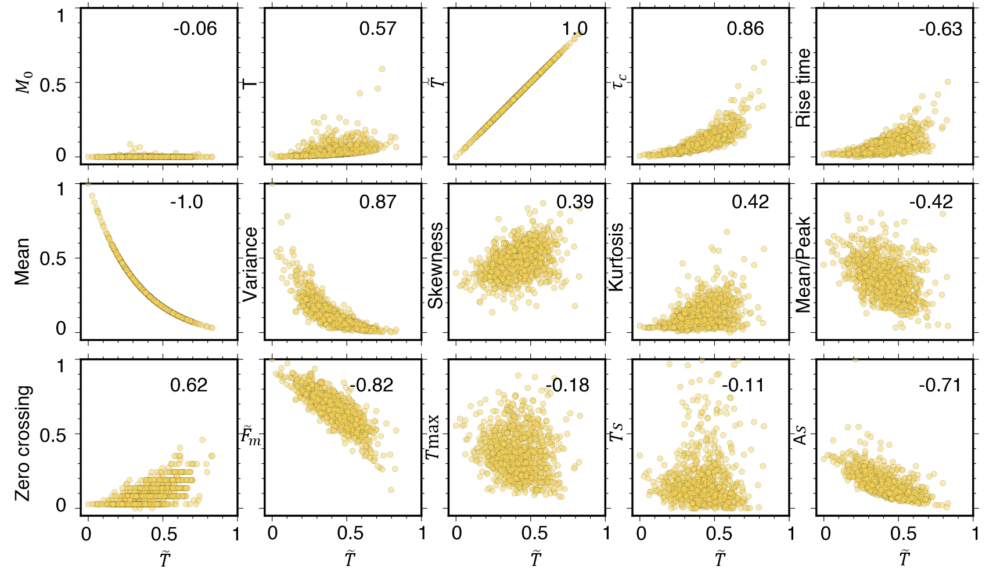 1 -0.06 0.57 1.0 0.86 -0.63
M₀ 0.5 T T̃ τ_c Rise time
0
1 -1.0 0.87 0.39 0.42 -0.42
Mean 0.5 Variance Skewness Kurtosis Mean/Peak
0
1 0.62 -0.82 -0.18 -0.11 -0.71
Zero crossing 0.5 F̃_m Tmax TS AS
0
0 0.5 1 0 0.5 1 0 0.5 1 0 0.5 1 0 0.5 1
T̃ T̃ T̃ T̃ T̃